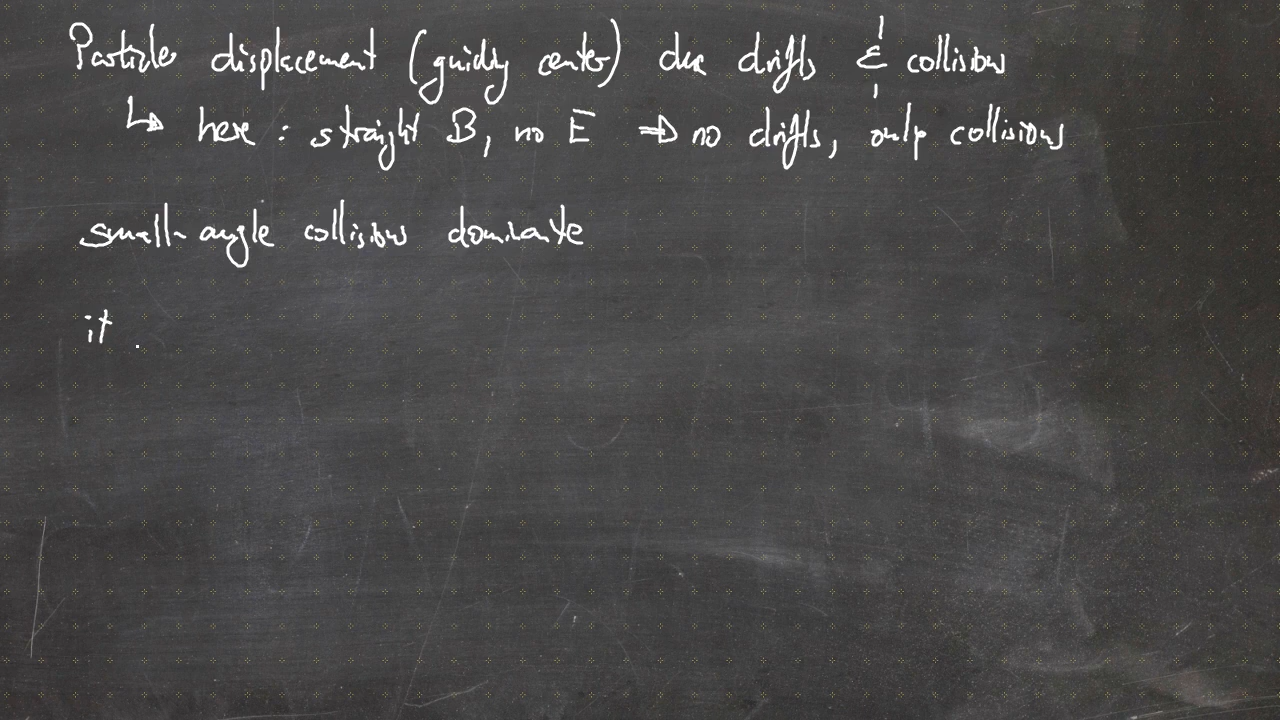 Particle displacement (guiding center) due drifts & collisions
↳ here : straight B, no E ⇒ no drifts, only collisions
small-angle collisions dominate
it .